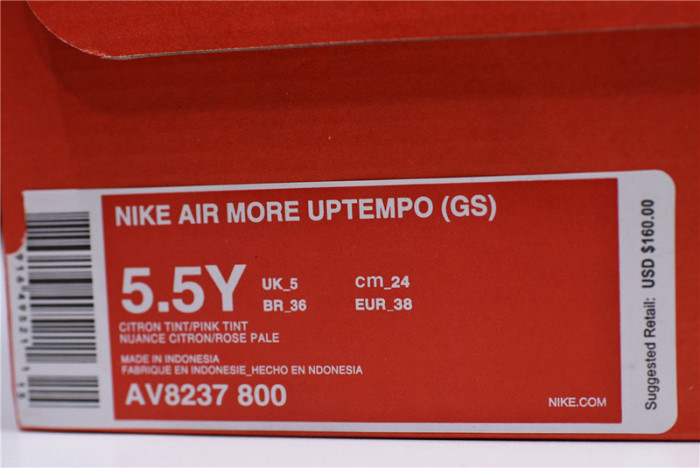 NIKE AIR MORE UPTEMPO (GS)
5.5Y
UK_5
cm_24
BR_36
EUR_38
CITRON TINT/PINK TINT
NUANCE CITRON/ROSE PALE
MADE IN INDONESIA
FABRIQUE EN INDONESIE_HECHO EN NDONESIA
AV8237 800
NIKE.COM
Suggested Retail: USD $160.00